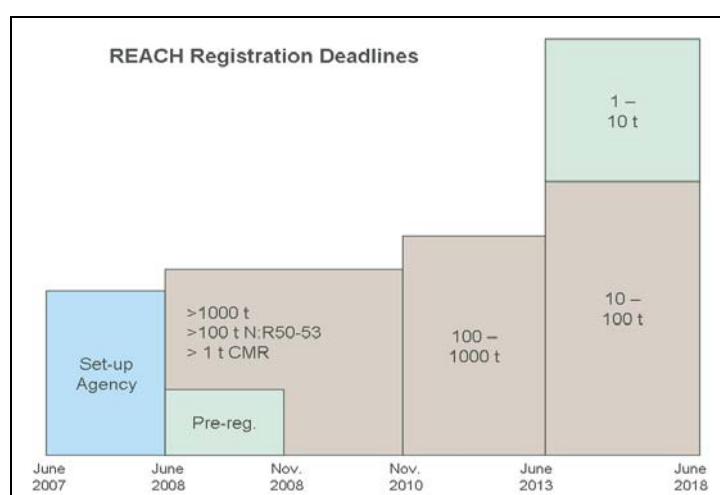 REACH Registration Deadlines
1 –
10 t
>1000 t
>100 t N:R50-53
> 1 t CMR
100 –
1000 t
10 –
100 t
Set-up
Agency
Pre-reg.
June
2007
June
2008
Nov.
2008
Nov.
2010
June
2013
June
2018